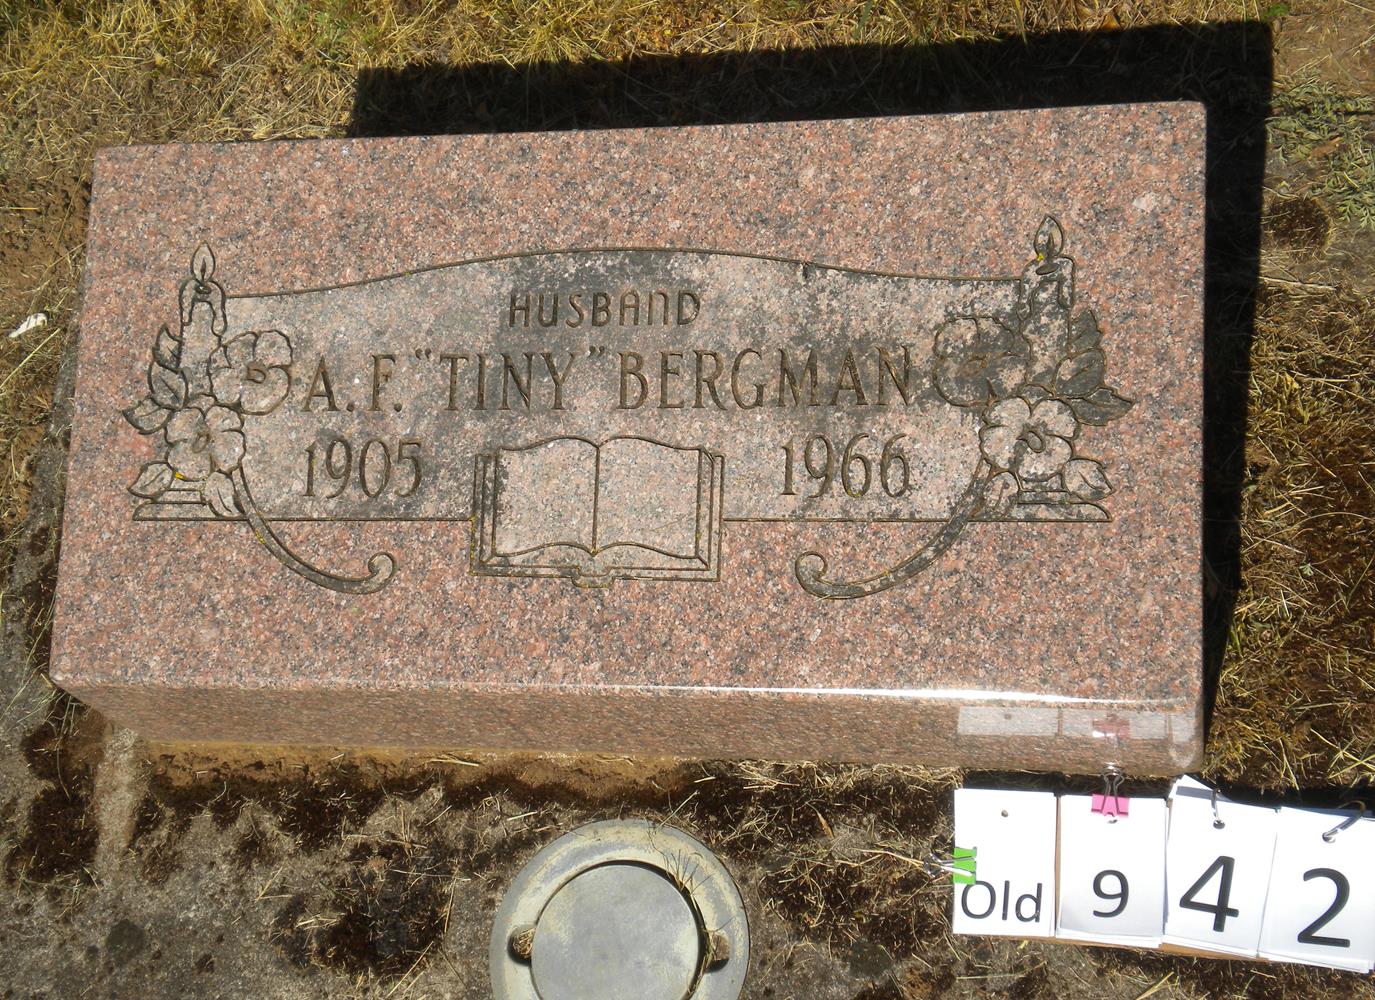 HUSBAND
A. F. "TINY" BERGMAN
1905 1966
Old 9 4 2